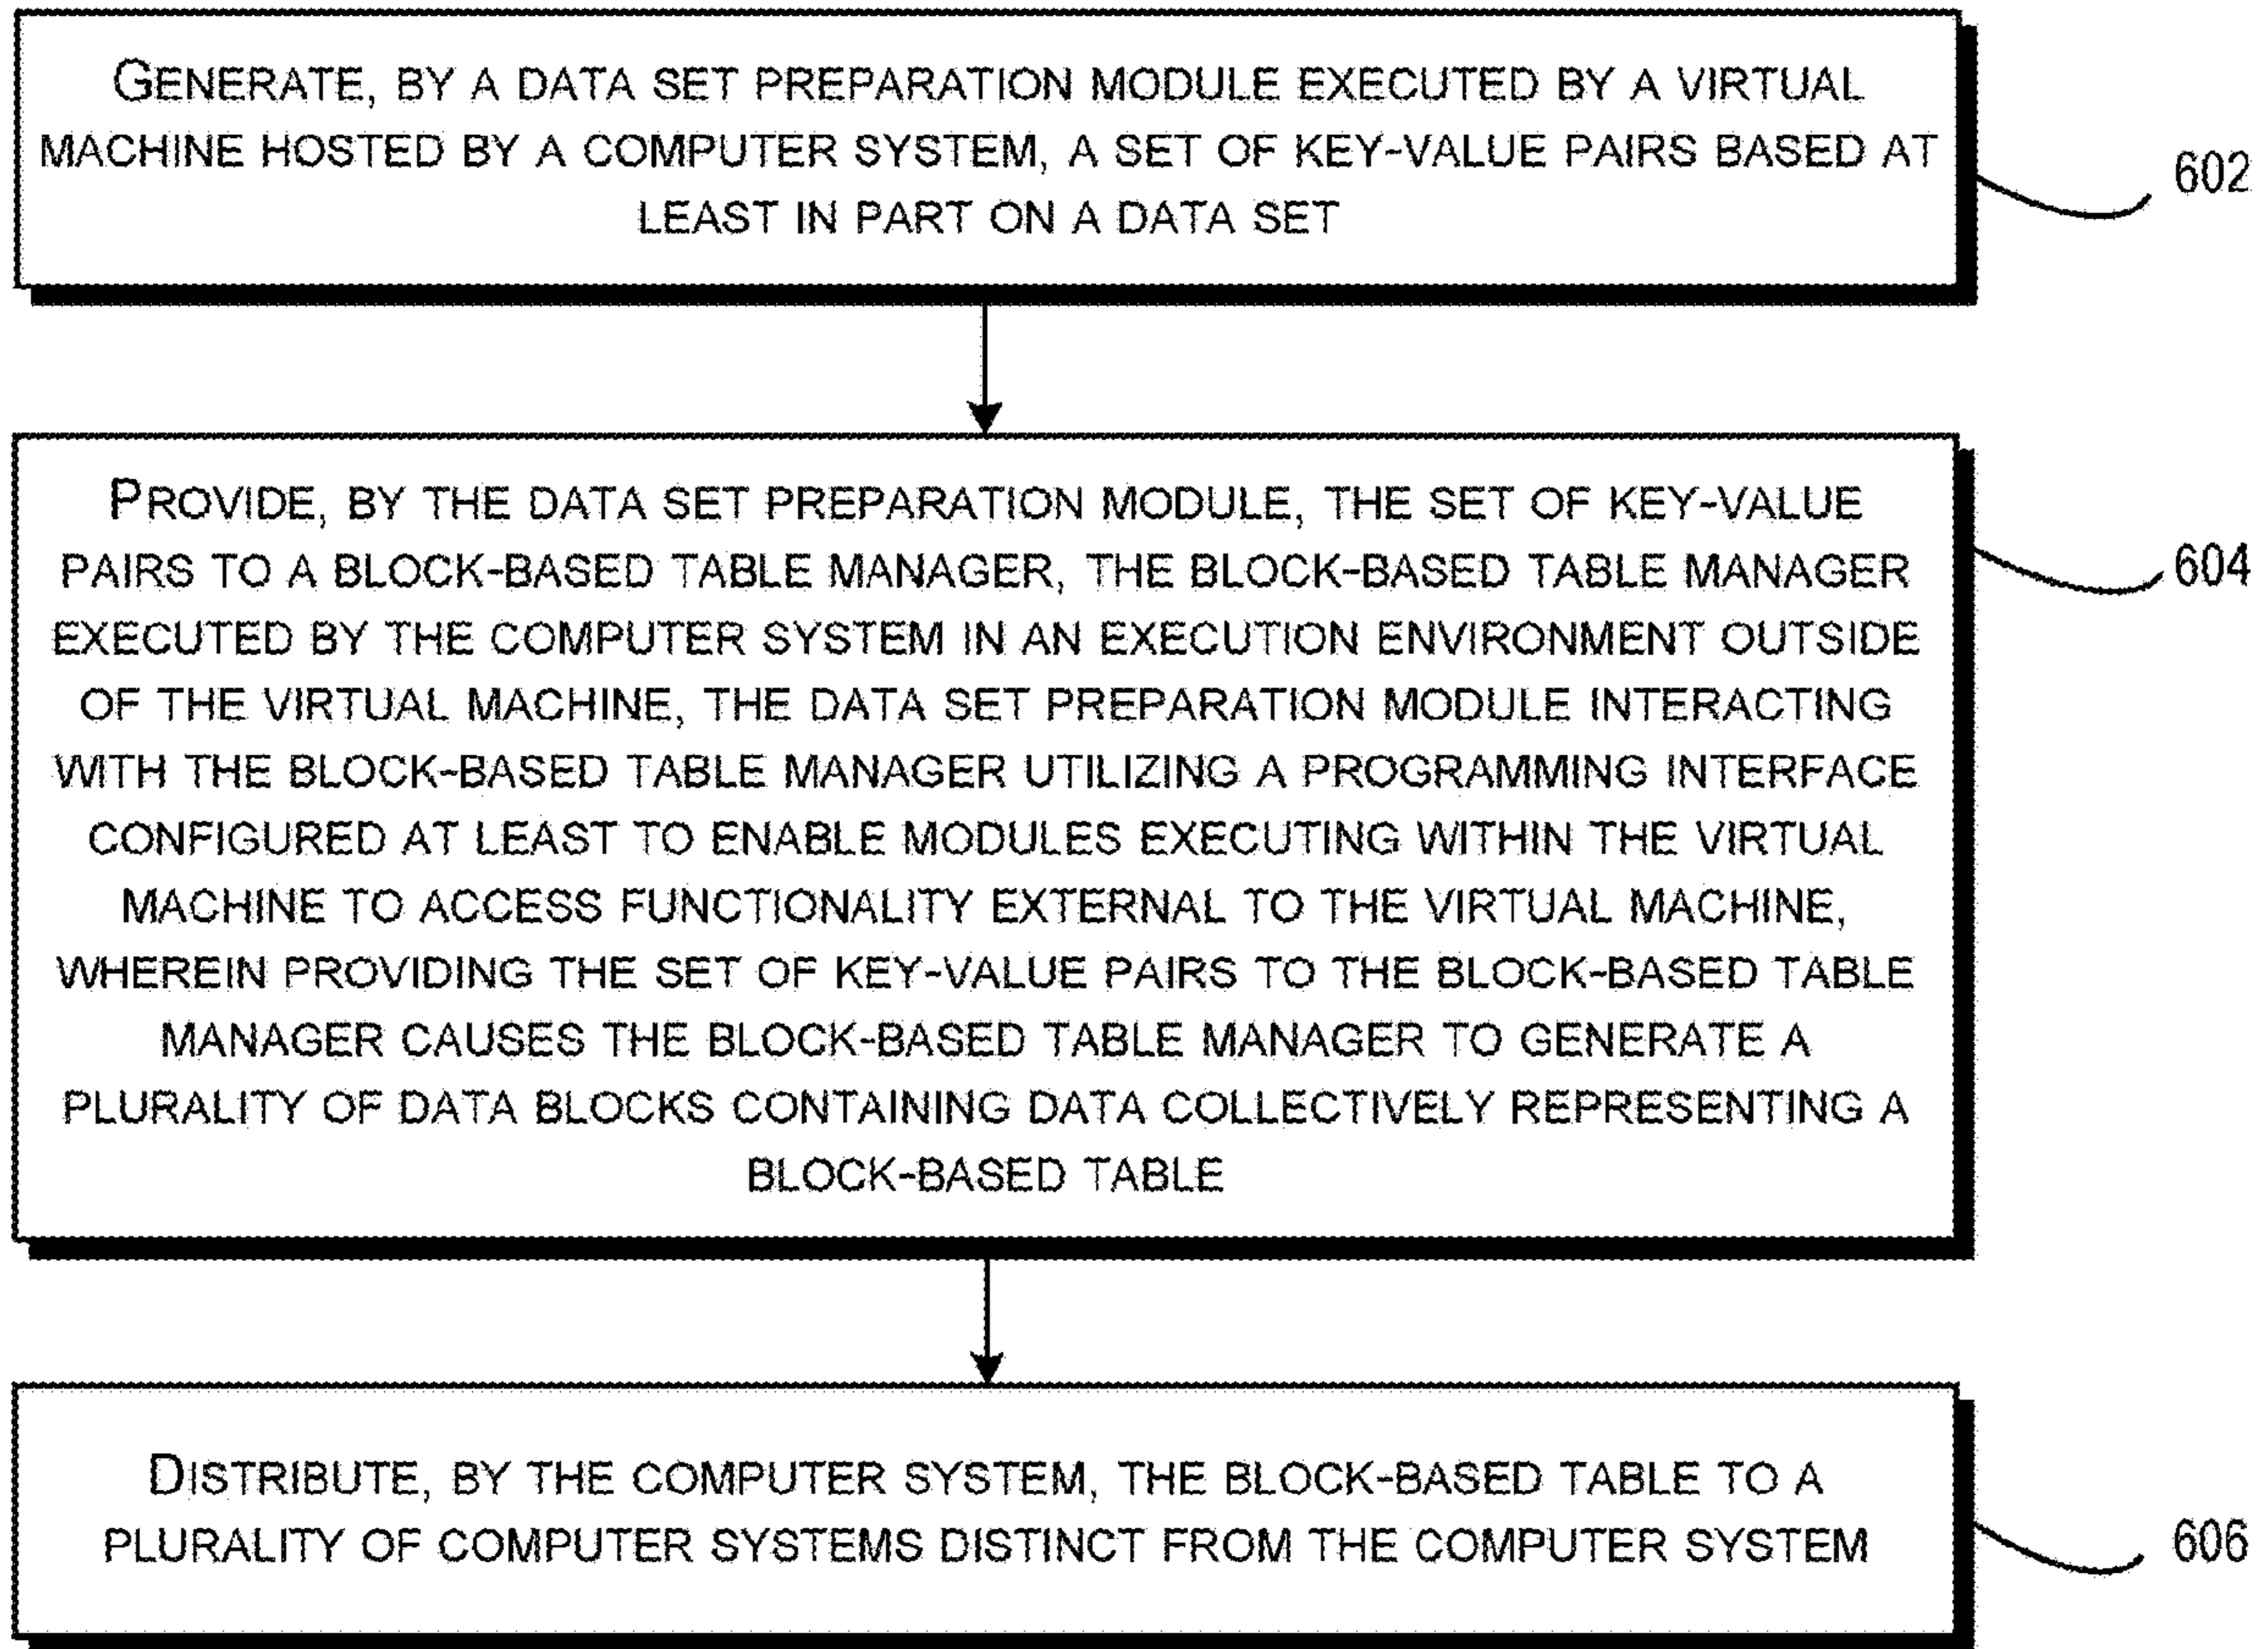 GENERATE, BY A DATA SET PREPARATION MODULE EXECUTED BY A VIRTUAL
MACHINE HOSTED BY A COMPUTER SYSTEM, A SET OF KEY-VALUE PAIRS BASED AT
LEAST IN PART ON A DATA SET
602
PROVIDE, BY THE DATA SET PREPARATION MODULE, THE SET OF KEY-VALUE
PAIRS TO A BLOCK-BASED TABLE MANAGER, THE BLOCK-BASED TABLE MANAGER
EXECUTED BY THE COMPUTER SYSTEM IN AN EXECUTION ENVIRONMENT OUTSIDE
OF THE VIRTUAL MACHINE, THE DATA SET PREPARATION MODULE INTERACTING
WITH THE BLOCK-BASED TABLE MANAGER UTILIZING A PROGRAMMING INTERFACE
CONFIGURED AT LEAST TO ENABLE MODULES EXECUTING WITHIN THE VIRTUAL
MACHINE TO ACCESS FUNCTIONALITY EXTERNAL TO THE VIRTUAL MACHINE,
WHEREIN PROVIDING THE SET OF KEY-VALUE PAIRS TO THE BLOCK-BASED TABLE
MANAGER CAUSES THE BLOCK-BASED TABLE MANAGER TO GENERATE A
PLURALITY OF DATA BLOCKS CONTAINING DATA COLLECTIVELY REPRESENTING A
BLOCK-BASED TABLE
604
DISTRIBUTE, BY THE COMPUTER SYSTEM, THE BLOCK-BASED TABLE TO A
PLURALITY OF COMPUTER SYSTEMS DISTINCT FROM THE COMPUTER SYSTEM
606